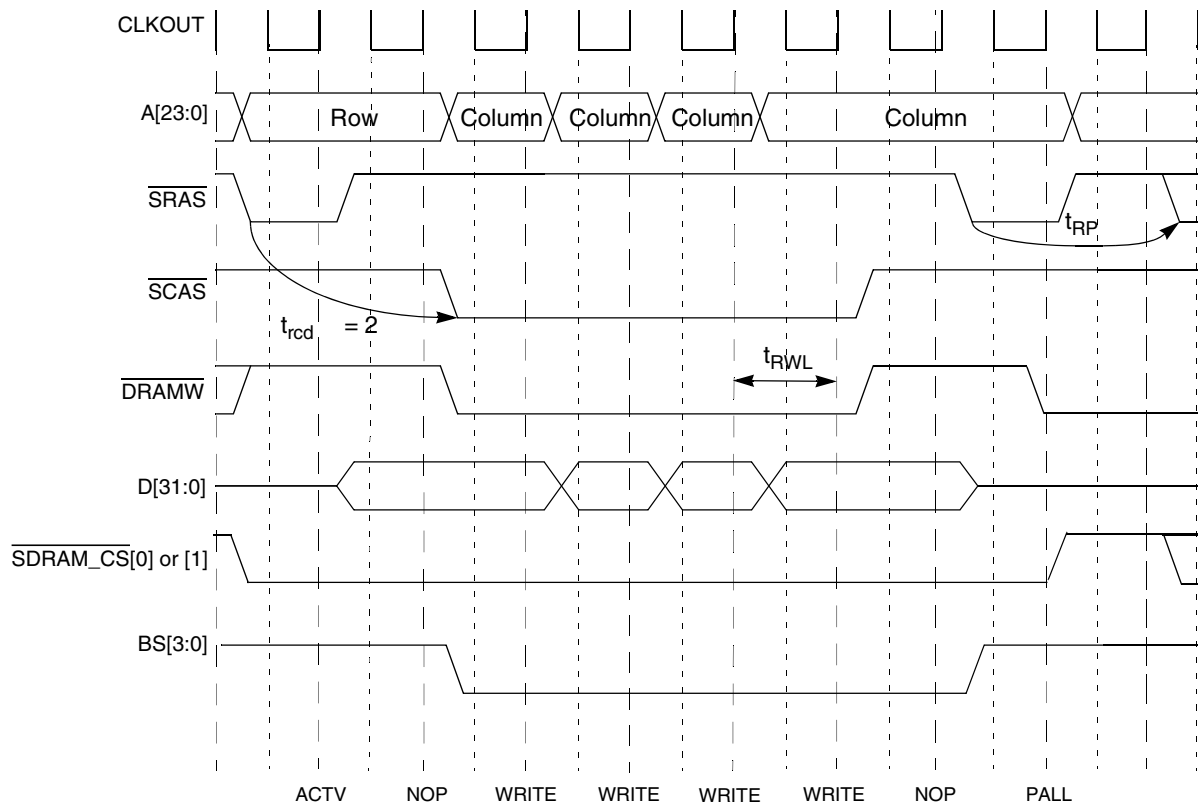 CLKOUT
A[23:0]
Row
Column
Column
Column
Column
SRAS
tRP
SCAS
trcd = 2
tRWL
DRAMW
D[31:0]
SDRAM_CS[0] or [1]
BS[3:0]
ACTV NOP WRITE WRITE WRITE WRITE NOP PALL